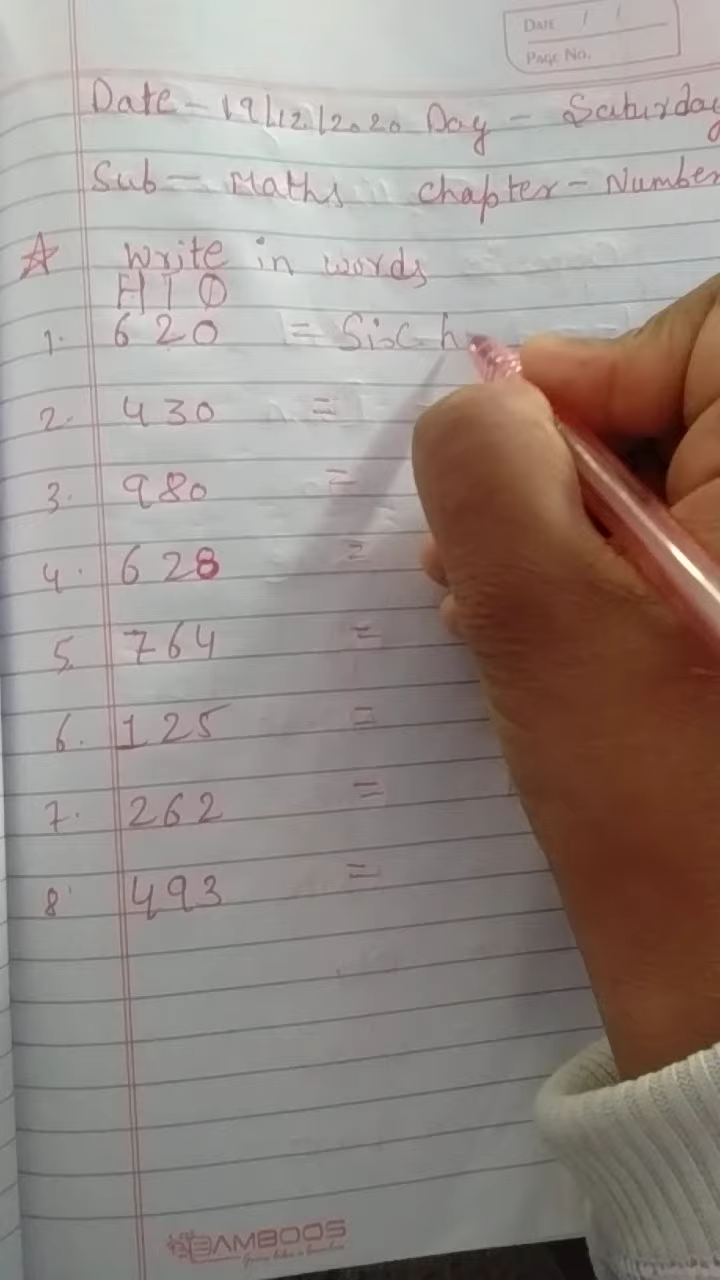 DATE / /
PAGE NO.
Date - 19/12/2020 Day - Saturday
Sub - Maths Chapter - Number
☆ Write in words
H T O
1. 620 = Six h
2. 430 =
3. 980 =
4. 628 =
5. 764 =
6. 125 =
7. 262 =
8. 493 =
BAMBOOS